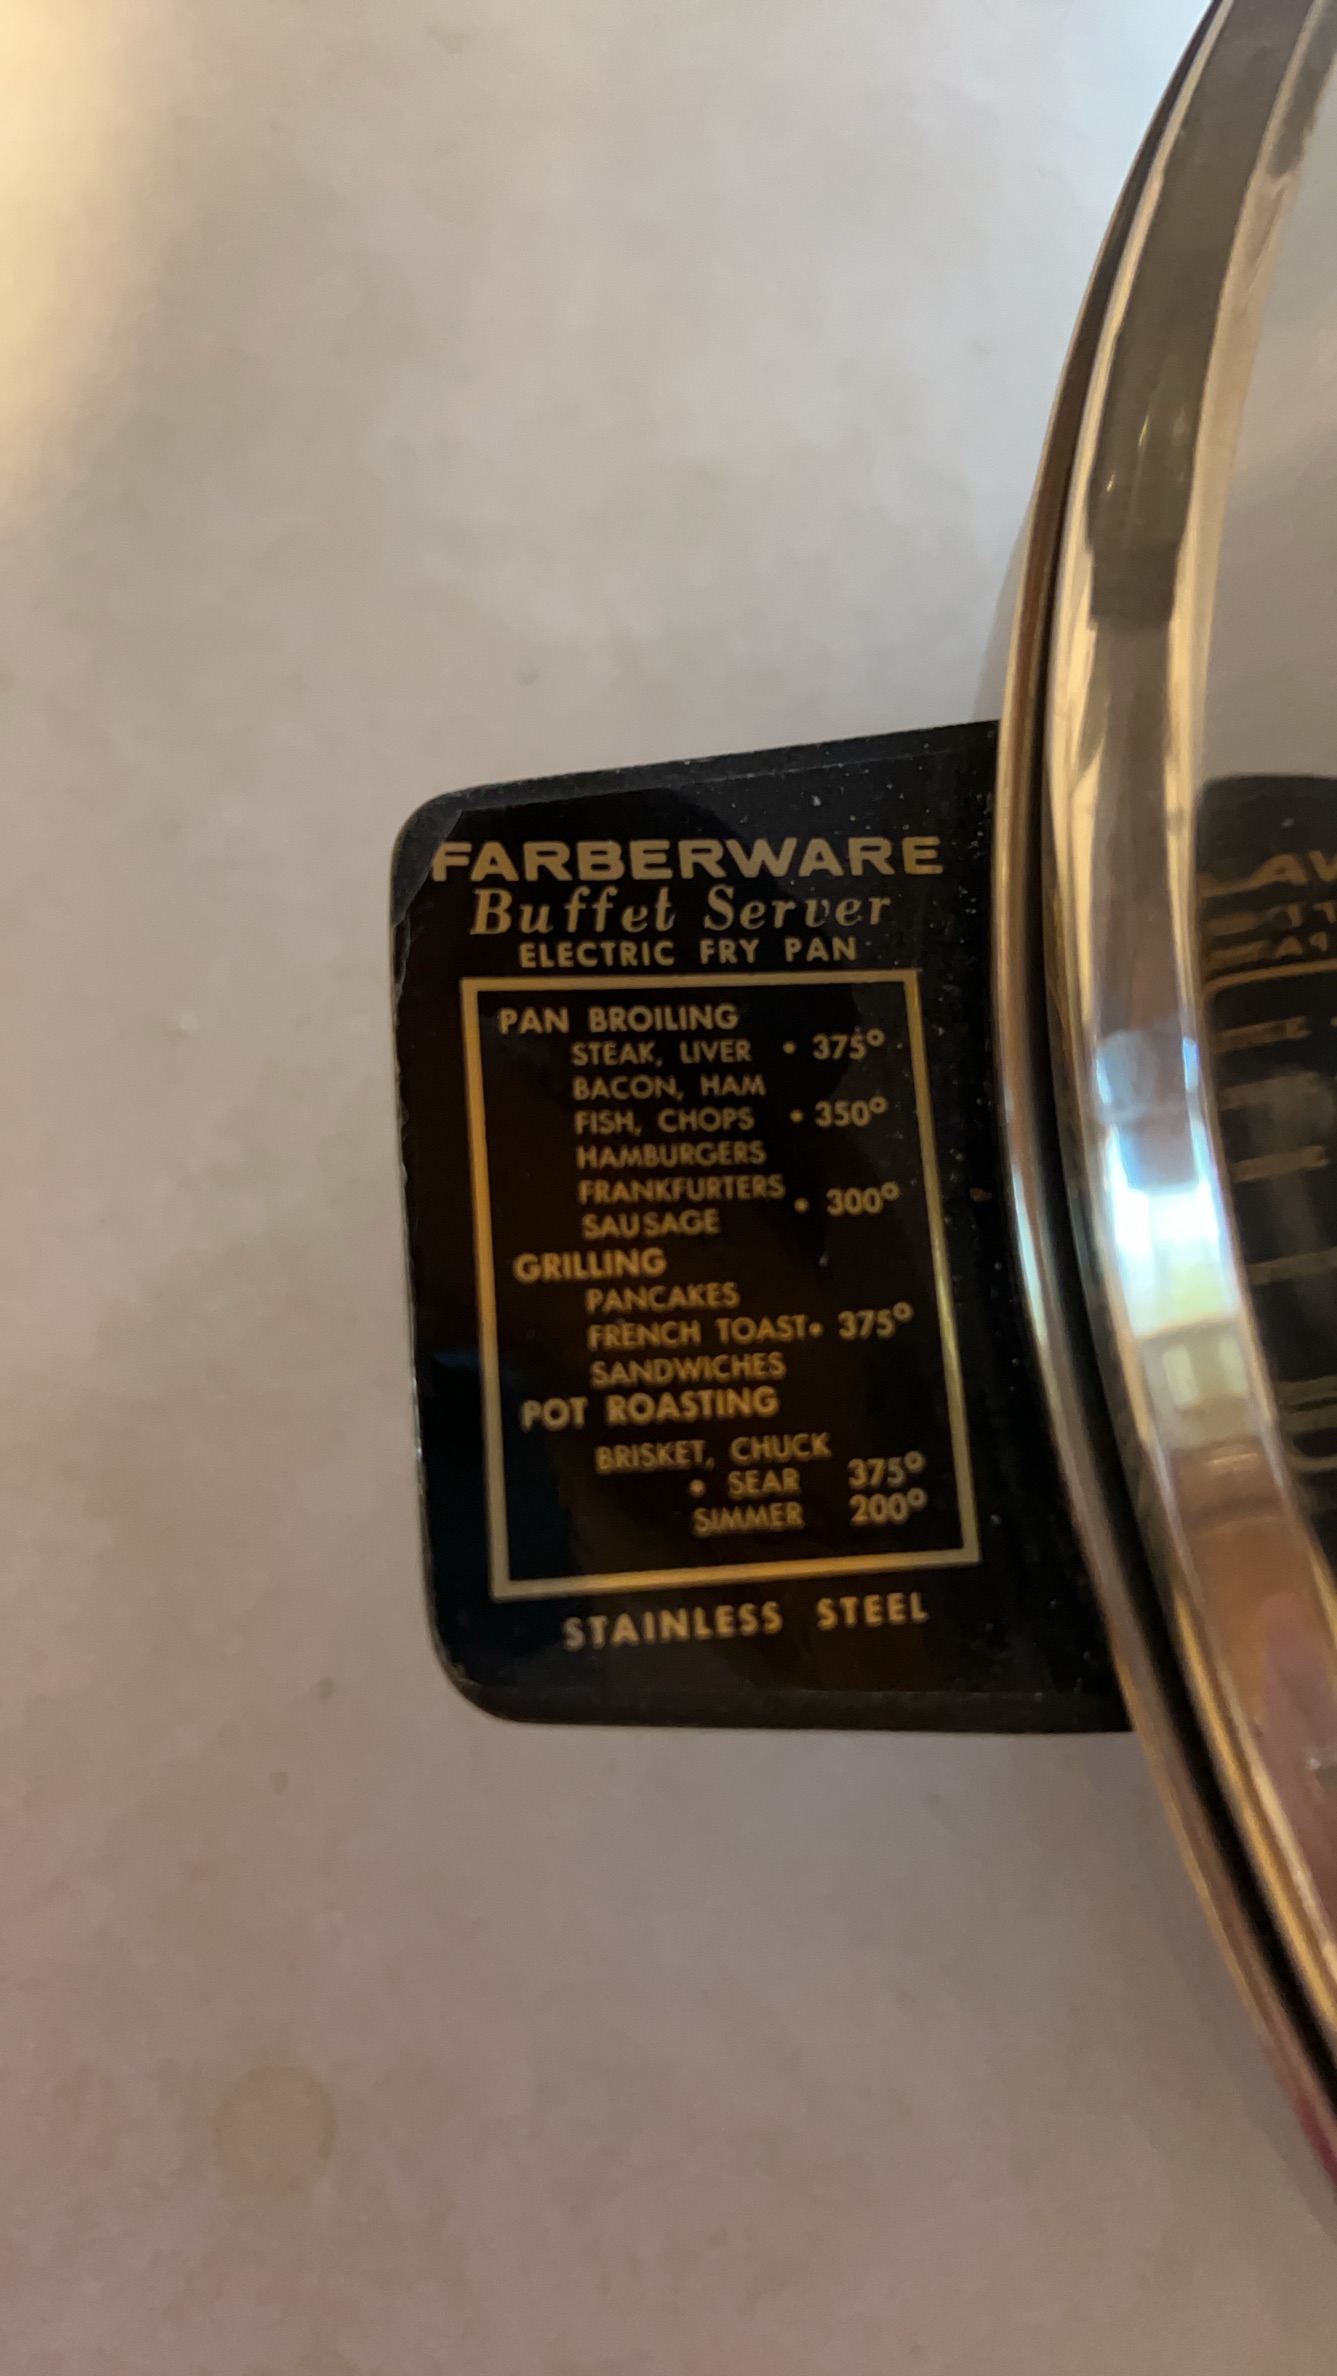 FARBERWARE
Buffet Server
ELECTRIC FRY PAN
PAN BROILING
STEAK, LIVER • 375°
BACON, HAM
FISH, CHOPS • 350°
HAMBURGERS
FRANKFURTERS
• 300°
SAUSAGE
GRILLING
PANCAKES
FRENCH TOAST • 375°
SANDWICHES
POT ROASTING
BRISKET, CHUCK
• SEAR 375°
SIMMER 200°
STAINLESS STEEL